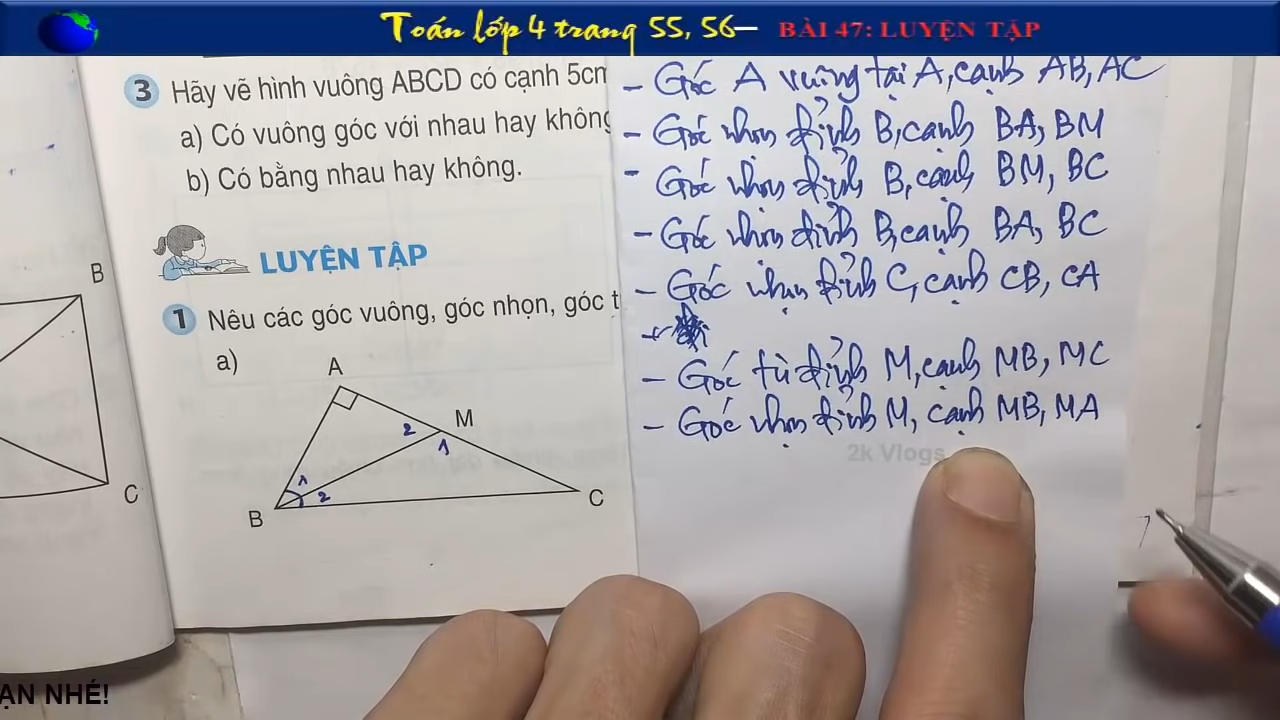 Toán lớp 4 trang 55, 56—
BÀI 47: LUYỆN TẬP
3 Hãy vẽ hình vuông ABCD có cạnh 5cm
a) Có vuông góc với nhau hay không
b) Có bằng nhau hay không.
LUYỆN TẬP
1 Nêu các góc vuông, góc nhọn, góc t
a)
A
M
2
1
1
2
B
C
B
C
- Góc A vuông tại A, cạnh AB, AC
- Góc nhọn đỉnh B, cạnh BA, BM
- Góc nhọn đỉnh B, cạnh BM, BC
- Góc nhọn đỉnh B, cạnh BA, BC
- Góc nhọn đỉnh C, cạnh CB, CA
- Góc tù đỉnh M, cạnh MB, MC
- Góc nhọn đỉnh M, cạnh MB, MA
2k Vlogs
ẠN NHÉ!